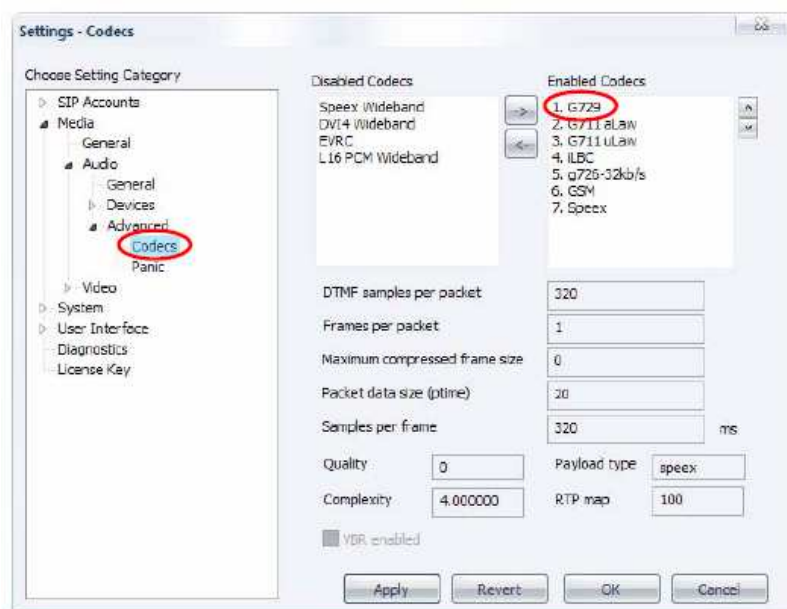 Settings - Codecs
Choose Setting Category
SIP Accounts
Media
General
Audio
General
Devices
Advanced
Codecs
Panic
Video
System
User Interface
Diagnostics
License Key
Disabled Codecs
Speex Wideband
DVI4 Wideband
EVRC
L16 PCM Wideband
->
<-
Enabled Codecs
1. G729
2. G711 aLaw
3. G711 uLaw
4. iLBC
5. g726-32kb/s
6. GSM
7. Speex
DTMF samples per packet 320
Frames per packet 1
Maximum compressed frame size 0
Packet data size (ptime) 20
Samples per frame 320 ms
Quality 0 Payload type speex
Complexity 4.000000 RTP map 100
VBR enabled
Apply Revert OK Cancel